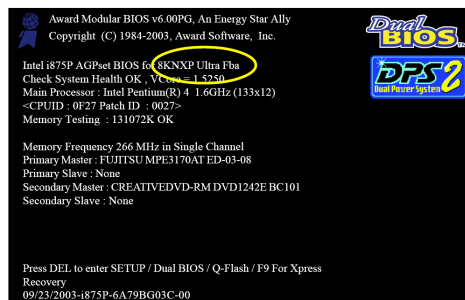 Award Modular BIOS v6.00PG, An Energy Star Ally
Copyright (C) 1984-2003, Award Software, Inc.
Dual
BIOS
Intel i875P AGPset BIOS for 8KNXP Ultra Fba
Check System Health OK , VCore = 1.5250
Main Processor : Intel Pentium(R) 4 1.6GHz (133x12)
<CPUID : 0F27 Patch ID : 0027>
Memory Testing : 131072K OK
DPS2
Dual Power System
Memory Frequency 266 MHz in Single Channel
Primary Master : FUJITSU MPE3170AT ED-03-08
Primary Slave : None
Secondary Master : CREATIVEDVD-RM DVD1242E BC101
Secondary Slave : None
Press DEL to enter SETUP / Dual BIOS / Q-Flash / F9 For Xpress
Recovery
09/23/2003-i875P-6A79BG03C-00